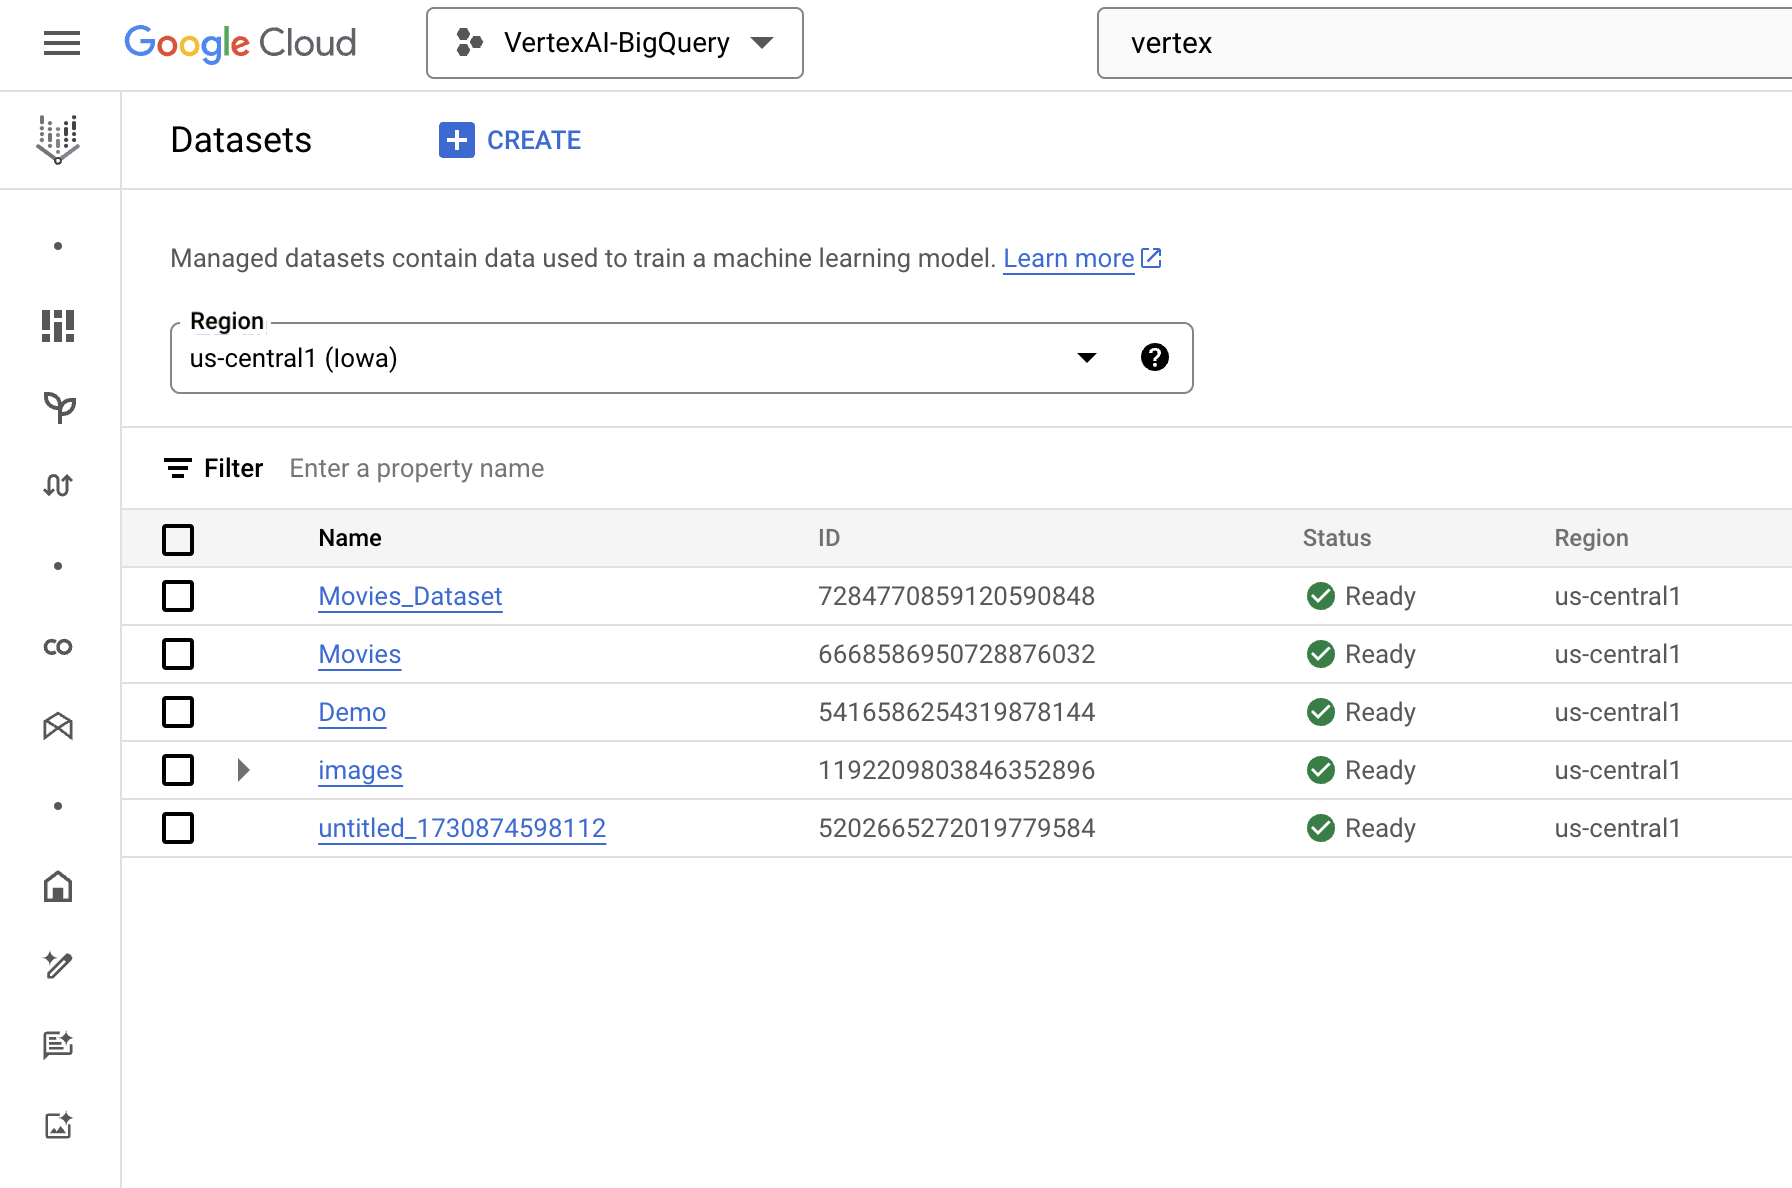 Google Cloud VertexAI-BigQuery vertex
Datasets CREATE
Managed datasets contain data used to train a machine learning model. Learn more
Region
us-central1 (Iowa)
Filter Enter a property name
Name ID Status Region
Movies_Dataset 7284770859120590848 Ready us-central1
Movies 6668586950728876032 Ready us-central1
Demo 5416586254319878144 Ready us-central1
images 1192209803846352896 Ready us-central1
untitled_1730874598112 5202665272019779584 Ready us-central1